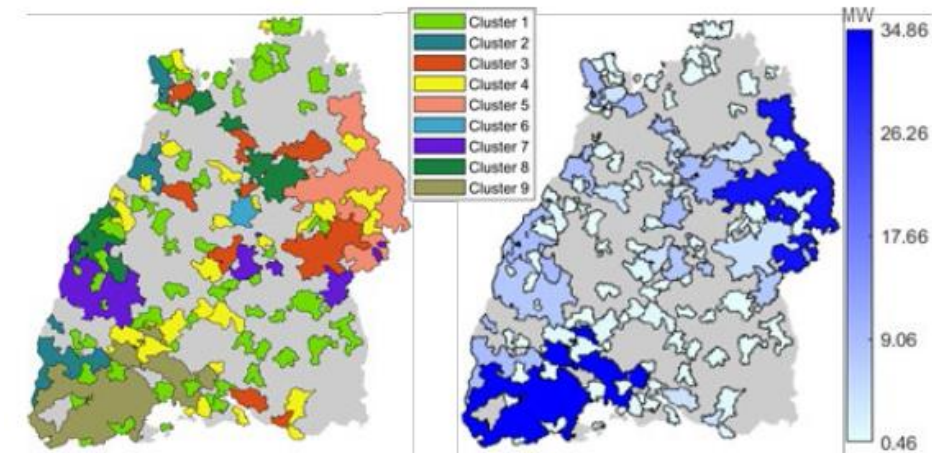 Cluster 1
Cluster 2
Cluster 3
Cluster 4
Cluster 5
Cluster 6
Cluster 7
Cluster 8
Cluster 9
MW
34.86
26.26
17.66
9.06
0.46